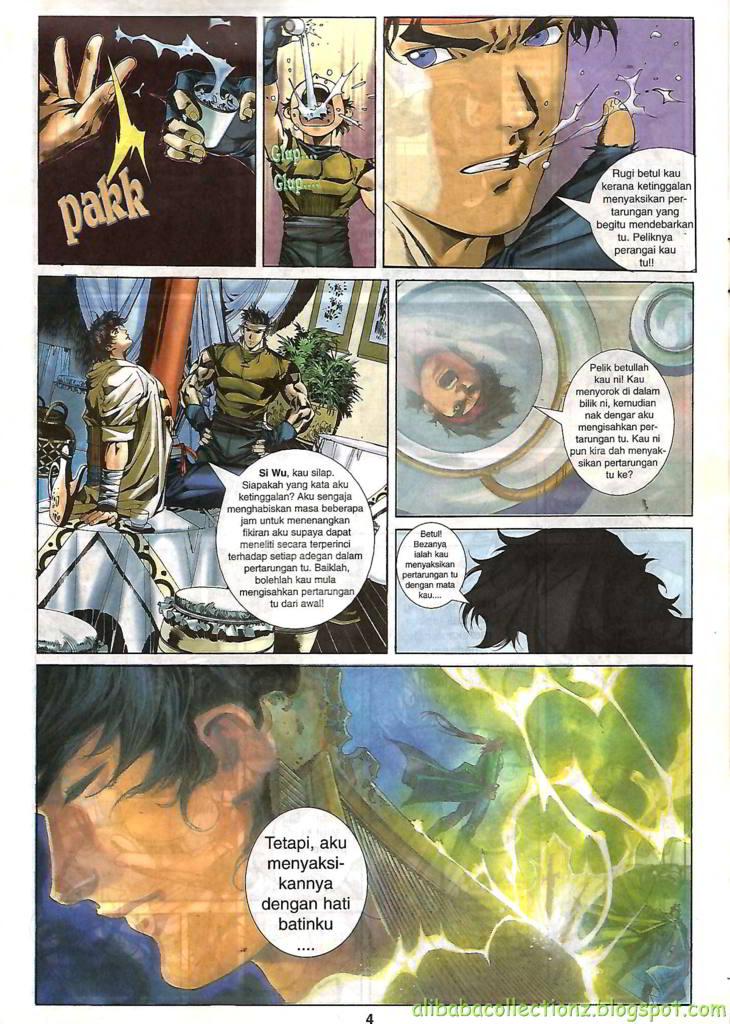 pakk
Glup....
Glup....
Rugi betul kau
kerana ketinggalan
menyaksikan per-
tarungan yang
begitu mendebarkan
tu. Peliknya
perangai kau
tu!!
Si Wu, kau silap.
Siapakah yang kata aku
ketinggalan? Aku sengaja
menghabiskan masa beberapa
jam untuk menenangkan
fikiran aku supaya dapat
meneliti secara terperinci
terhadap setiap adegan dalam
pertarungan tu. Baiklah,
bolehlah kau mula
mengisahkan pertarungan
tu dari awal!
Pelik betullah
kau ni! Kau
menyorok di dalam
bilik ni, kemudian
nak dengar aku
mengisahkan per-
tarungan tu. Kau ni
pun kira dah menyak-
sikan pertarungan
tu ke?
Betul!
Bezanya
ialah kau
menyaksikan
pertarungan tu
dengan mata
kau....
Tetapi, aku
menyaksi-
kannya
dengan hati
batinku
....
4
alibabacollectionz.blogspot.com